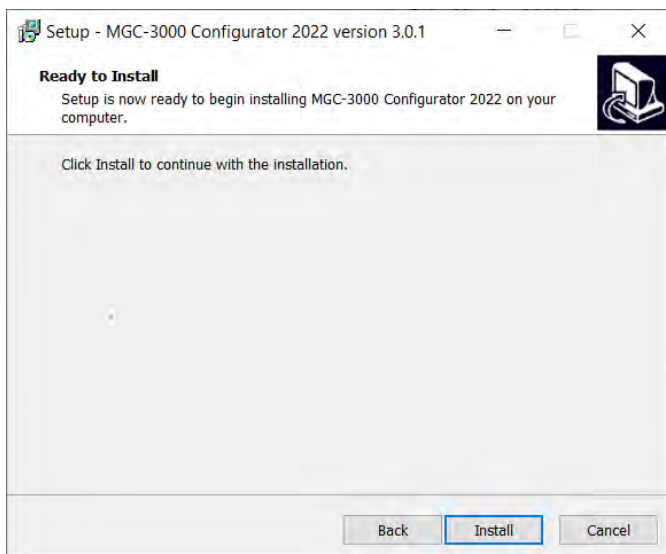 Setup - MGC-3000 Configurator 2022 version 3.0.1
Ready to Install
Setup is now ready to begin installing MGC-3000 Configurator 2022 on your
computer.
Click Install to continue with the installation.
Back
Install
Cancel